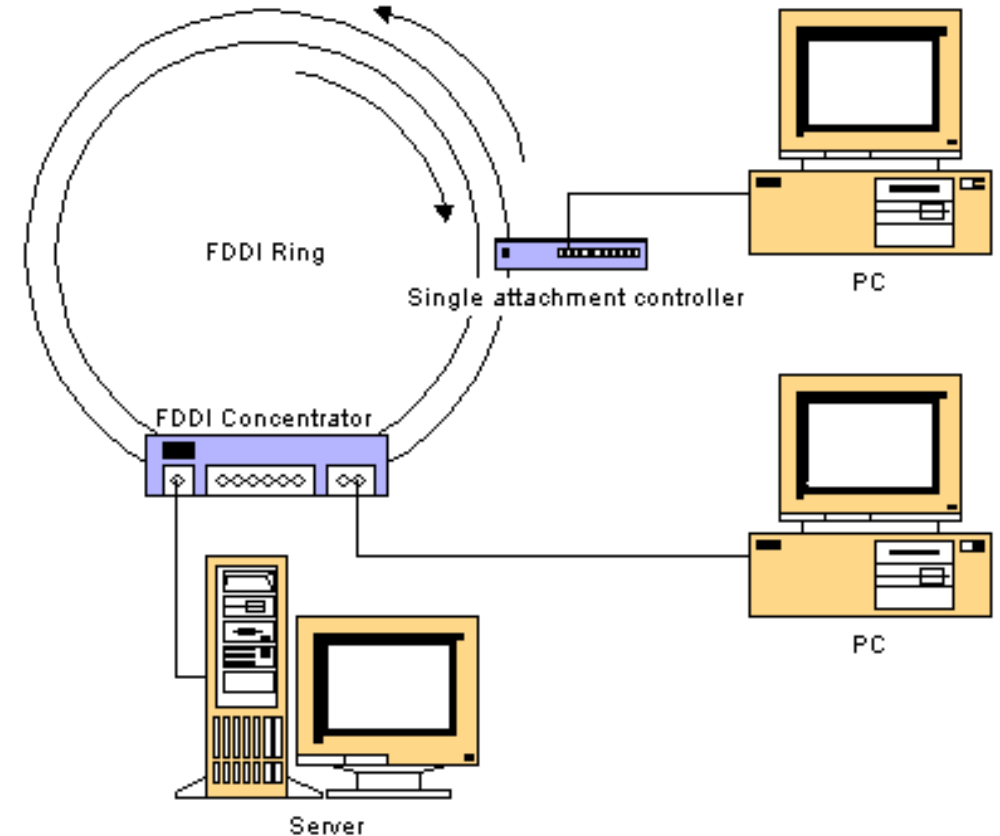 FDDI Ring
Single attachment controller
PC
FDDI Concentrator
PC
Server